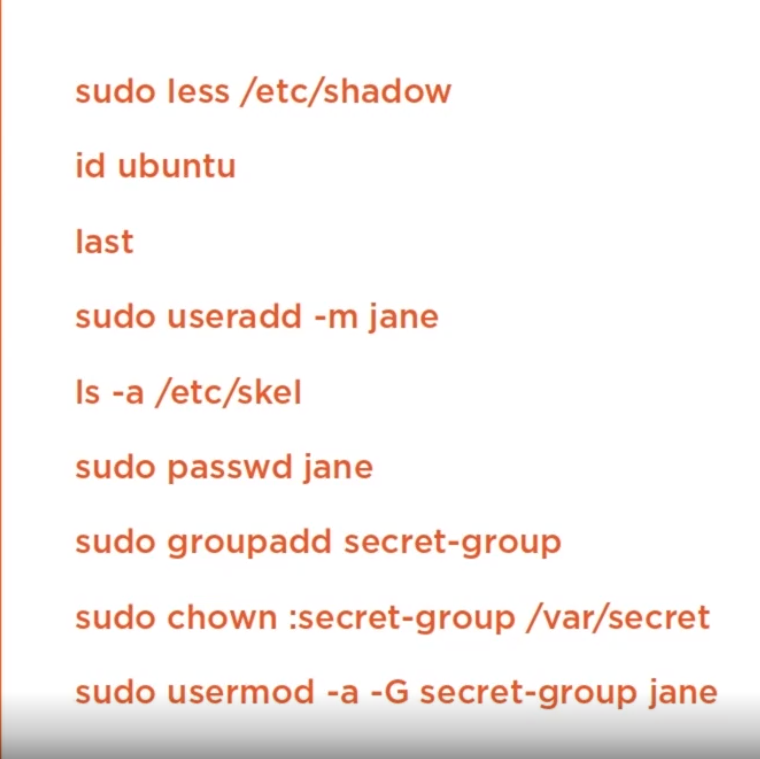 sudo less /etc/shadow
id ubuntu
last
sudo useradd -m jane
ls -a /etc/skel
sudo passwd jane
sudo groupadd secret-group
sudo chown :secret-group /var/secret
sudo usermod -a -G secret-group jane